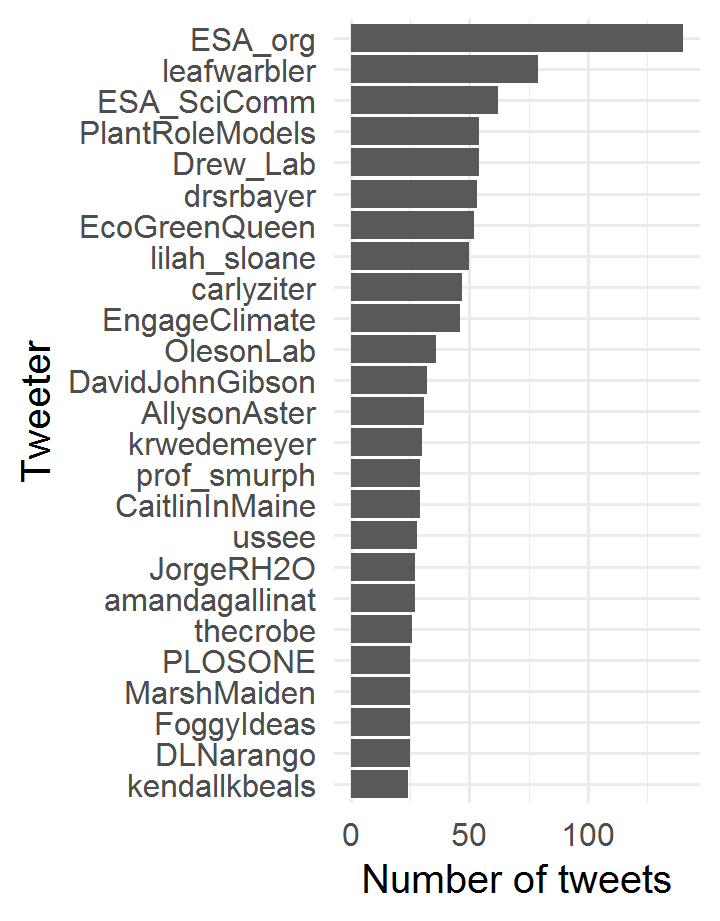 ESA_org
leafwarbler
ESA_SciComm
PlantRoleModels
Drew_Lab
drsrbayer
EcoGreenQueen
lilah_sloane
carlyziter
EngageClimate
OlesonLab
DavidJohnGibson
AllysonAster
krwedemeyer
prof_smurph
CaitlinInMaine
ussee
JorgeRH2O
amandagallinat
thecrobe
PLOSONE
MarshMaiden
FoggyIdeas
DLNarango
kendallkbeals
Tweeter
0 50 100
Number of tweets